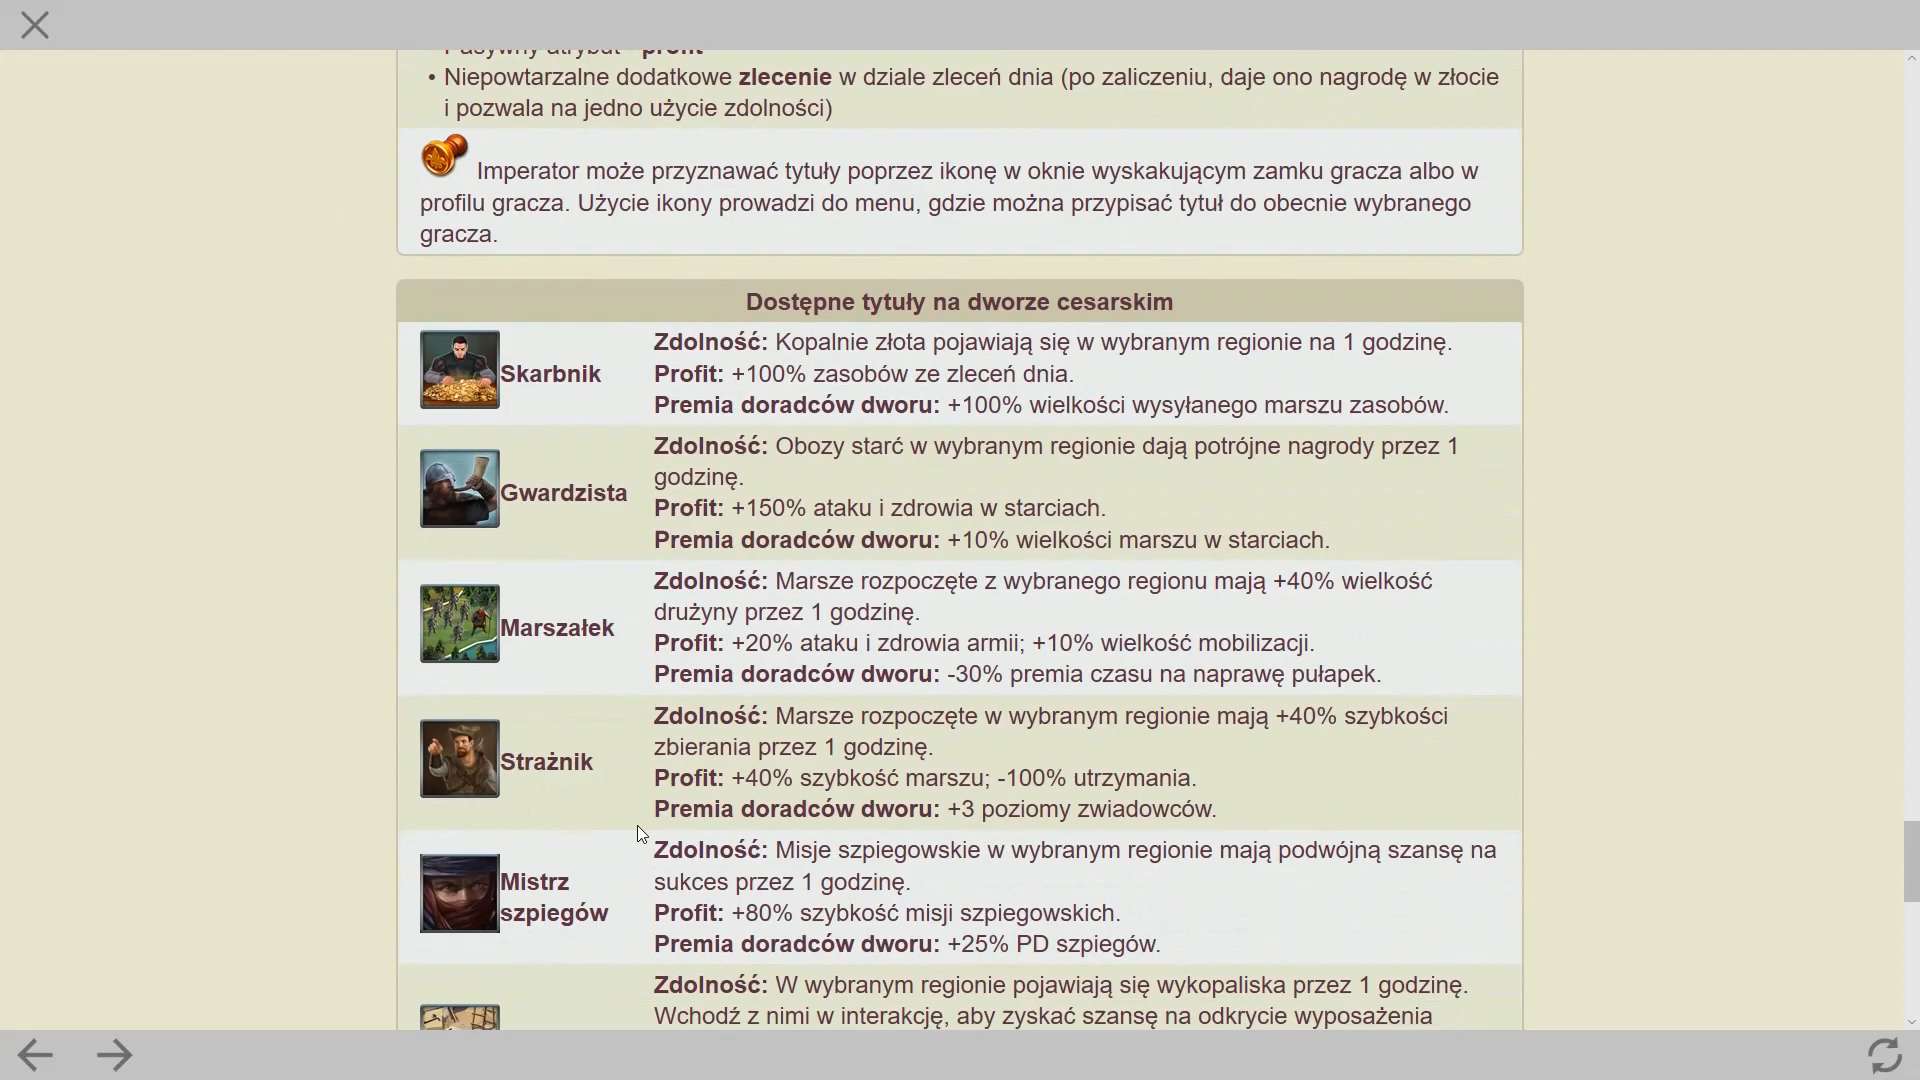 • Pasywny atrybut - profit
• Niepowtarzalne dodatkowe zlecenie w dziale zleceń dnia (po zaliczeniu, daje ono nagrodę w złocie
i pozwala na jedno użycie zdolności)
Imperator może przyznawać tytuły poprzez ikonę w oknie wyskakującym zamku gracza albo w
profilu gracza. Użycie ikony prowadzi do menu, gdzie można przypisać tytuł do obecnie wybranego
gracza.
Dostępne tytuły na dworze cesarskim
Skarbnik
Zdolność: Kopalnie złota pojawiają się w wybranym regionie na 1 godzinę.
Profit: +100% zasobów ze zleceń dnia.
Premia doradców dworu: +100% wielkości wysyłanego marszu zasobów.
Gwardzista
Zdolność: Obozy starć w wybranym regionie dają potrójne nagrody przez 1
godzinę.
Profit: +150% ataku i zdrowia w starciach.
Premia doradców dworu: +10% wielkości marszu w starciach.
Marszałek
Zdolność: Marsze rozpoczęte z wybranego regionu mają +40% wielkość
drużyny przez 1 godzinę.
Profit: +20% ataku i zdrowia armii; +10% wielkość mobilizacji.
Premia doradców dworu: -30% premia czasu na naprawę pułapek.
Strażnik
Zdolność: Marsze rozpoczęte w wybranym regionie mają +40% szybkości
zbierania przez 1 godzinę.
Profit: +40% szybkość marszu; -100% utrzymania.
Premia doradców dworu: +3 poziomy zwiadowców.
Mistrz
szpiegów
Zdolność: Misje szpiegowskie w wybranym regionie mają podwójną szansę na
sukces przez 1 godzinę.
Profit: +80% szybkość misji szpiegowskich.
Premia doradców dworu: +25% PD szpiegów.
Zdolność: W wybranym regionie pojawiają się wykopaliska przez 1 godzinę.
Wchodź z nimi w interakcję, aby zyskać szansę na odkrycie wyposażenia